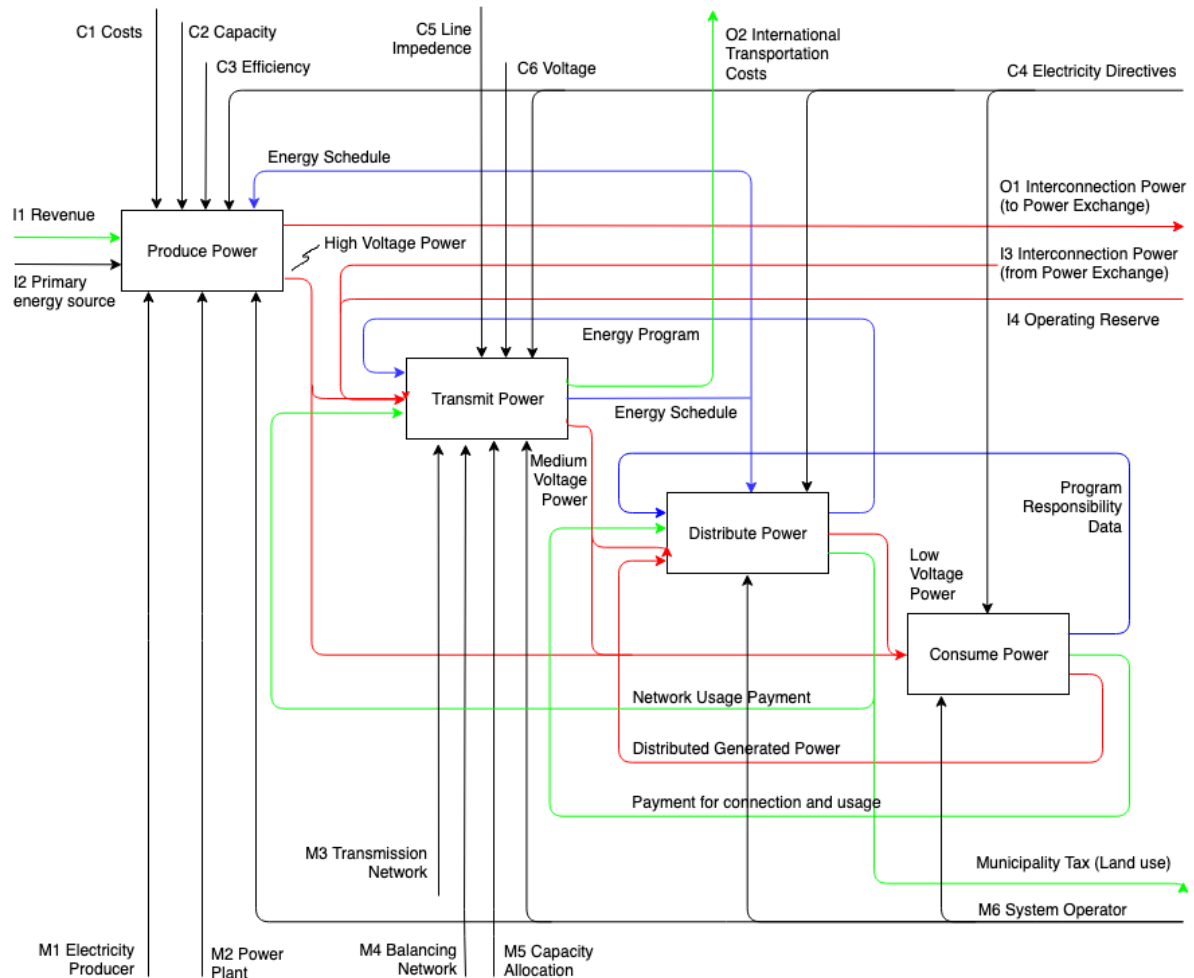 C1 Costs
C2 Capacity
C3 Efficiency
C5 Line
Impedence
C6 Voltage
O2 International
Transportation
Costs
C4 Electricity Directives
Energy Schedule
I1 Revenue
O1 Interconnection Power
(to Power Exchange)
Produce Power
High Voltage Power
I3 Interconnection Power
(from Power Exchange)
I2 Primary
energy source
I4 Operating Reserve
Energy Program
Transmit Power
Energy Schedule
Medium
Voltage
Power
Program
Responsibility
Data
Distribute Power
Low
Voltage
Power
Consume Power
Network Usage Payment
Distributed Generated Power
Payment for connection and usage
M3 Transmission
Network
Municipality Tax (Land use)
M6 System Operator
M1 Electricity
Producer
M2 Power
Plant
M4 Balancing
Network
M5 Capacity
Allocation